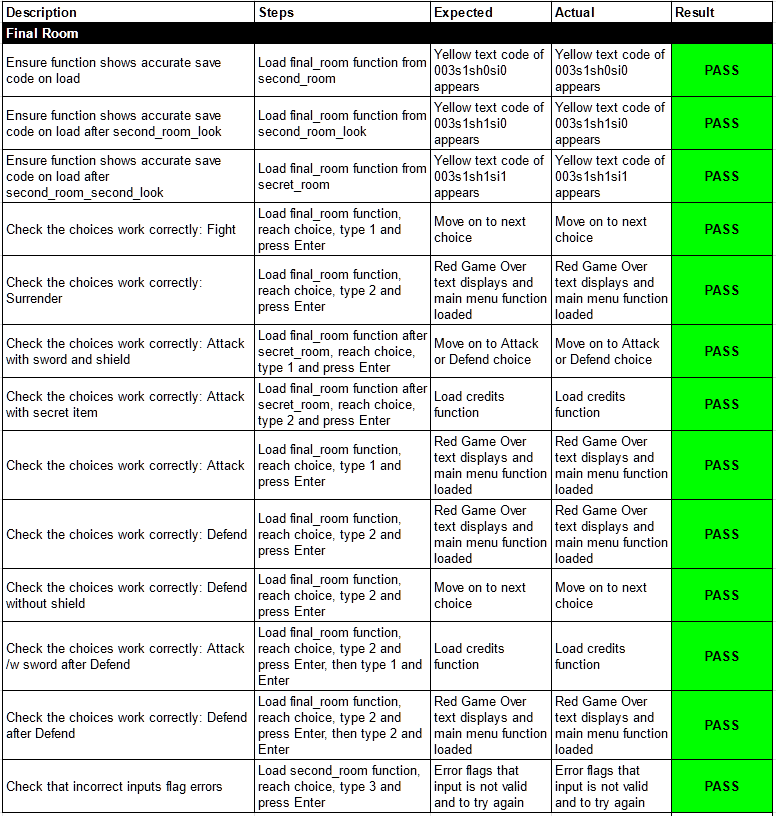 Description Steps Expected Actual Result
Final Room
Ensure function shows accurate save
code on load
Load final_room function from
second_room
Yellow text code of
003s1sh0si0
appears
Yellow text code of
003s1sh0si0
appears
PASS
Ensure function shows accurate save
code on load after second_room_look
Load final_room function from
second_room_look
Yellow text code of
003s1sh1si0
appears
Yellow text code of
003s1sh1si0
appears
PASS
Ensure function shows accurate save
code on load after
second_room_second_look
Load final_room function from
secret_room
Yellow text code of
003s1sh1si1
appears
Yellow text code of
003s1sh1si1
appears
PASS
Check the choices work correctly: Fight
Load final_room function,
reach choice, type 1 and
press Enter
Move on to next
choice
Move on to next
choice
PASS
Check the choices work correctly:
Surrender
Load final_room function,
reach choice, type 2 and
press Enter
Red Game Over
text displays and
main menu function
loaded
Red Game Over
text displays and
main menu function
loaded
PASS
Check the choices work correctly: Attack
with sword and shield
Load final_room function after
secret_room, reach choice,
type 1 and press Enter
Move on to Attack
or Defend choice
Move on to Attack
or Defend choice
PASS
Check the choices work correctly: Attack
with secret item
Load final_room function after
secret_room, reach choice,
type 2 and press Enter
Load credits
function
Load credits
function
PASS
Check the choices work correctly: Attack
Load final_room function,
reach choice, type 1 and
press Enter
Red Game Over
text displays and
main menu function
loaded
Red Game Over
text displays and
main menu function
loaded
PASS
Check the choices work correctly: Defend
Load final_room function,
reach choice, type 2 and
press Enter
Red Game Over
text displays and
main menu function
loaded
Red Game Over
text displays and
main menu function
loaded
PASS
Check the choices work correctly: Defend
without shield
Load final_room function,
reach choice, type 2 and
press Enter
Move on to next
choice
Move on to next
choice
PASS
Check the choices work correctly: Attack
/w sword after Defend
Load final_room function,
reach choice, type 2 and
press Enter, then type 1 and
Enter
Load credits
function
Load credits
function
PASS
Check the choices work correctly: Defend
after Defend
Load final_room function,
reach choice, type 2 and
press Enter, then type 2 and
Enter
Red Game Over
text displays and
main menu function
loaded
Red Game Over
text displays and
main menu function
loaded
PASS
Check that incorrect inputs flag errors
Load second_room function,
reach choice, type 3 and
press Enter
Error flags that
input is not valid
and to try again
Error flags that
input is not valid
and to try again
PASS